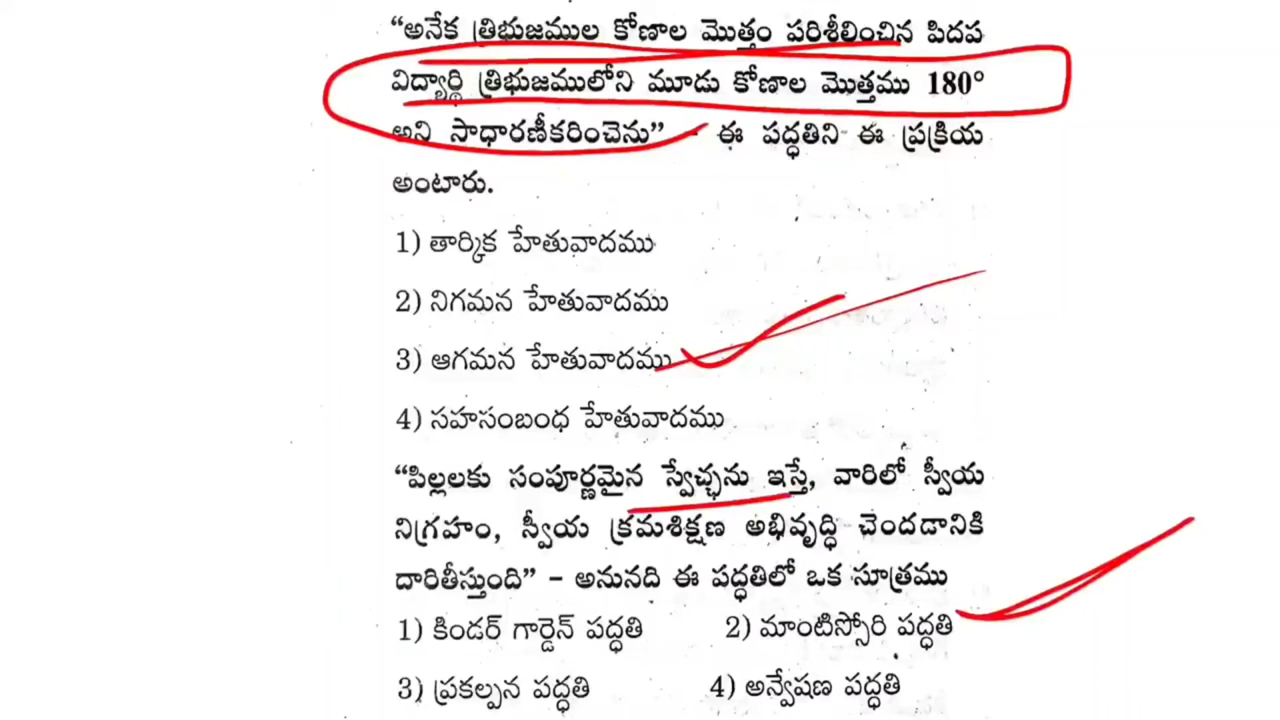 “అనేక త్రిభుజముల కోణాల మొత్తం పరిశీలించిన పిదప
విద్యార్థి త్రిభుజములోని మూడు కోణాల మొత్తము 180°
అని సాధారణీకరించెను” - ఈ పద్ధతిని ఈ ప్రక్రియ
అంటారు.
1) తార్కిక హేతువాదము
2) నిగమన హేతువాదము
3) ఆగమన హేతువాదము
4) సహసంబంధ హేతువాదము
“పిల్లలకు సంపూర్ణమైన స్వేచ్ఛను ఇస్తే, వారిలో స్వీయ
నిగ్రహం, స్వీయ క్రమశిక్షణ అభివృద్ధి చెందడానికి
దారితీస్తుంది” – అనునది ఈ పద్ధతిలో ఒక సూత్రము
1) కిండర్ గార్డెన్ పద్ధతి 2) మాంటిస్సోరి పద్ధతి
3) ప్రకల్పన పద్ధతి 4) అన్వేషణ పద్ధతి